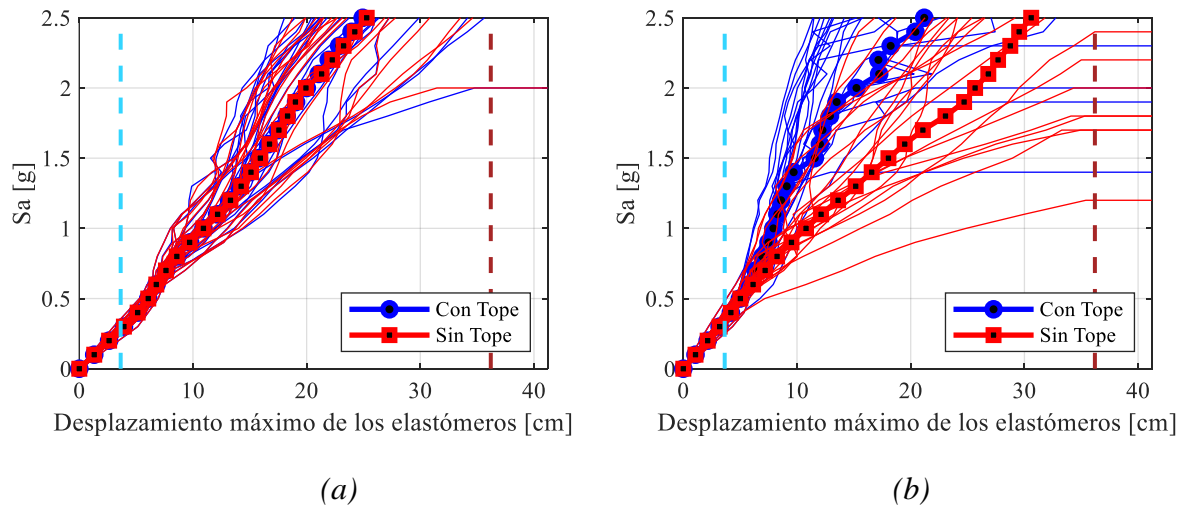 2.5
2
1.5
1
0.5
0
Sa [g]
0 10 20 30 40
Desplazamiento máximo de los elastómeros [cm]
Con Tope
Sin Tope
(a)
2.5
2
1.5
1
0.5
0
Sa [g]
0 10 20 30 40
Desplazamiento máximo de los elastómeros [cm]
Con Tope
Sin Tope
(b)